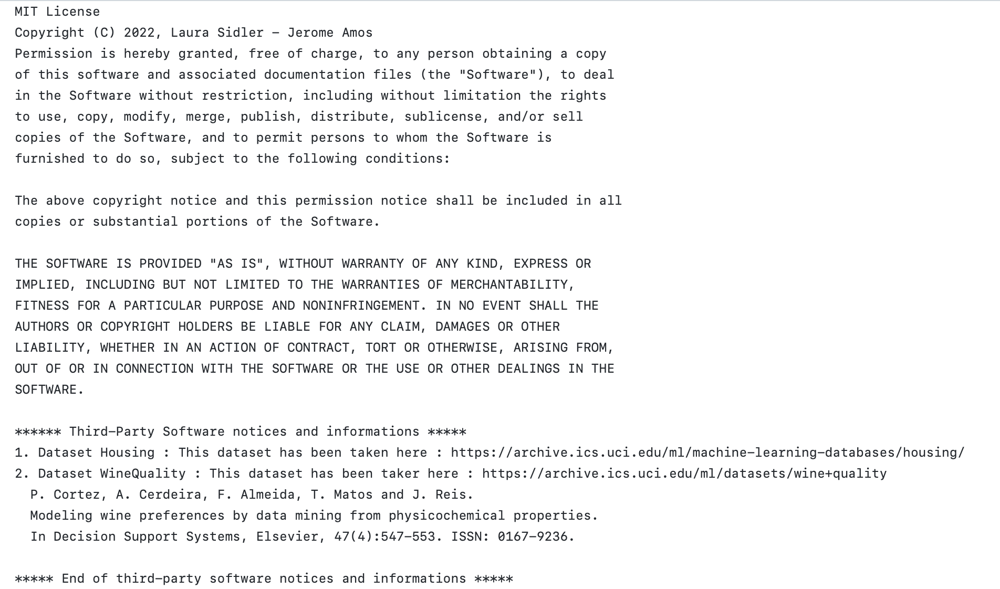 MIT License
Copyright (C) 2022, Laura Sidler - Jerome Amos
Permission is hereby granted, free of charge, to any person obtaining a copy
of this software and associated documentation files (the "Software"), to deal
in the Software without restriction, including without limitation the rights
to use, copy, modify, merge, publish, distribute, sublicense, and/or sell
copies of the Software, and to permit persons to whom the Software is
furnished to do so, subject to the following conditions:

The above copyright notice and this permission notice shall be included in all
copies or substantial portions of the Software.

THE SOFTWARE IS PROVIDED "AS IS", WITHOUT WARRANTY OF ANY KIND, EXPRESS OR
IMPLIED, INCLUDING BUT NOT LIMITED TO THE WARRANTIES OF MERCHANTABILITY,
FITNESS FOR A PARTICULAR PURPOSE AND NONINFRINGEMENT. IN NO EVENT SHALL THE
AUTHORS OR COPYRIGHT HOLDERS BE LIABLE FOR ANY CLAIM, DAMAGES OR OTHER
LIABILITY, WHETHER IN AN ACTION OF CONTRACT, TORT OR OTHERWISE, ARISING FROM,
OUT OF OR IN CONNECTION WITH THE SOFTWARE OR THE USE OR OTHER DEALINGS IN THE
SOFTWARE.

****** Third-Party Software notices and informations *****
1. Dataset Housing : This dataset has been taken here : https://archive.ics.uci.edu/ml/machine-learning-databases/housing/
2. Dataset WineQuality : This dataset has been taker here : https://archive.ics.uci.edu/ml/datasets/wine+quality
  P. Cortez, A. Cerdeira, F. Almeida, T. Matos and J. Reis.
  Modeling wine preferences by data mining from physicochemical properties.
  In Decision Support Systems, Elsevier, 47(4):547-553. ISSN: 0167-9236.

***** End of third-party software notices and informations *****